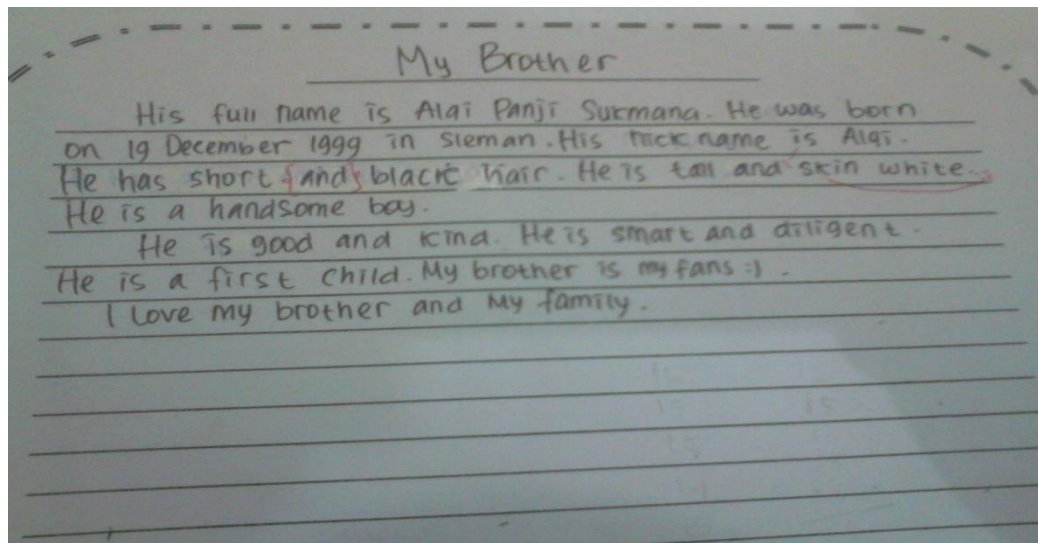 My Brother
His full name is Alqi Panji Sukmana. He was born
on 19 December 1999 in Sleman. His nick name is Alqi.
He has short {and} black hair. He is tall and skin white.
He is a handsome boy.
He is good and kind. He is smart and diligent.
He is a first child. My brother is my fans :) .
I Love my brother and My family.